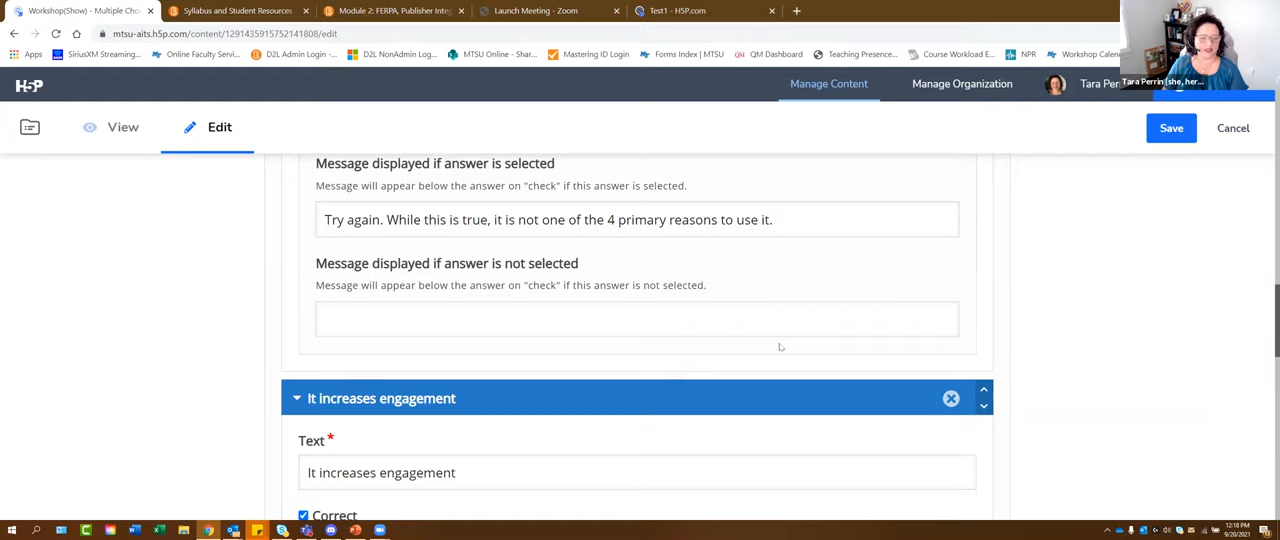 Workshop(Show) - Multiple Cho
Syllabus and Student Resources
Module 2: FERPA, Publisher Inte
Launch Meeting - Zoom
Test1 - H5P.com
mtsu-aits.h5p.com/content/1291435915752141808/edit
Apps
SiriusXM Streaming...
Online Faculty Servi...
D2L Admin Login -...
D2L NonAdmin Log...
MTSU Online - Shar...
Mastering ID Login
Forms Index | MTSU
QM Dashboard
Teaching Presence...
Course Workload E...
NPR
Workshop Calend
Tara Perrin (she, her...
H5P
Manage Content
Manage Organization
Tara Perri
View
Edit
Save
Cancel
Message displayed if answer is selected
Message will appear below the answer on "check" if this answer is selected.
Try again. While this is true, it is not one of the 4 primary reasons to use it.
Message displayed if answer is not selected
Message will appear below the answer on "check" if this answer is not selected.
It increases engagement
Text *
It increases engagement
Correct
12:18 PM
9/20/2021